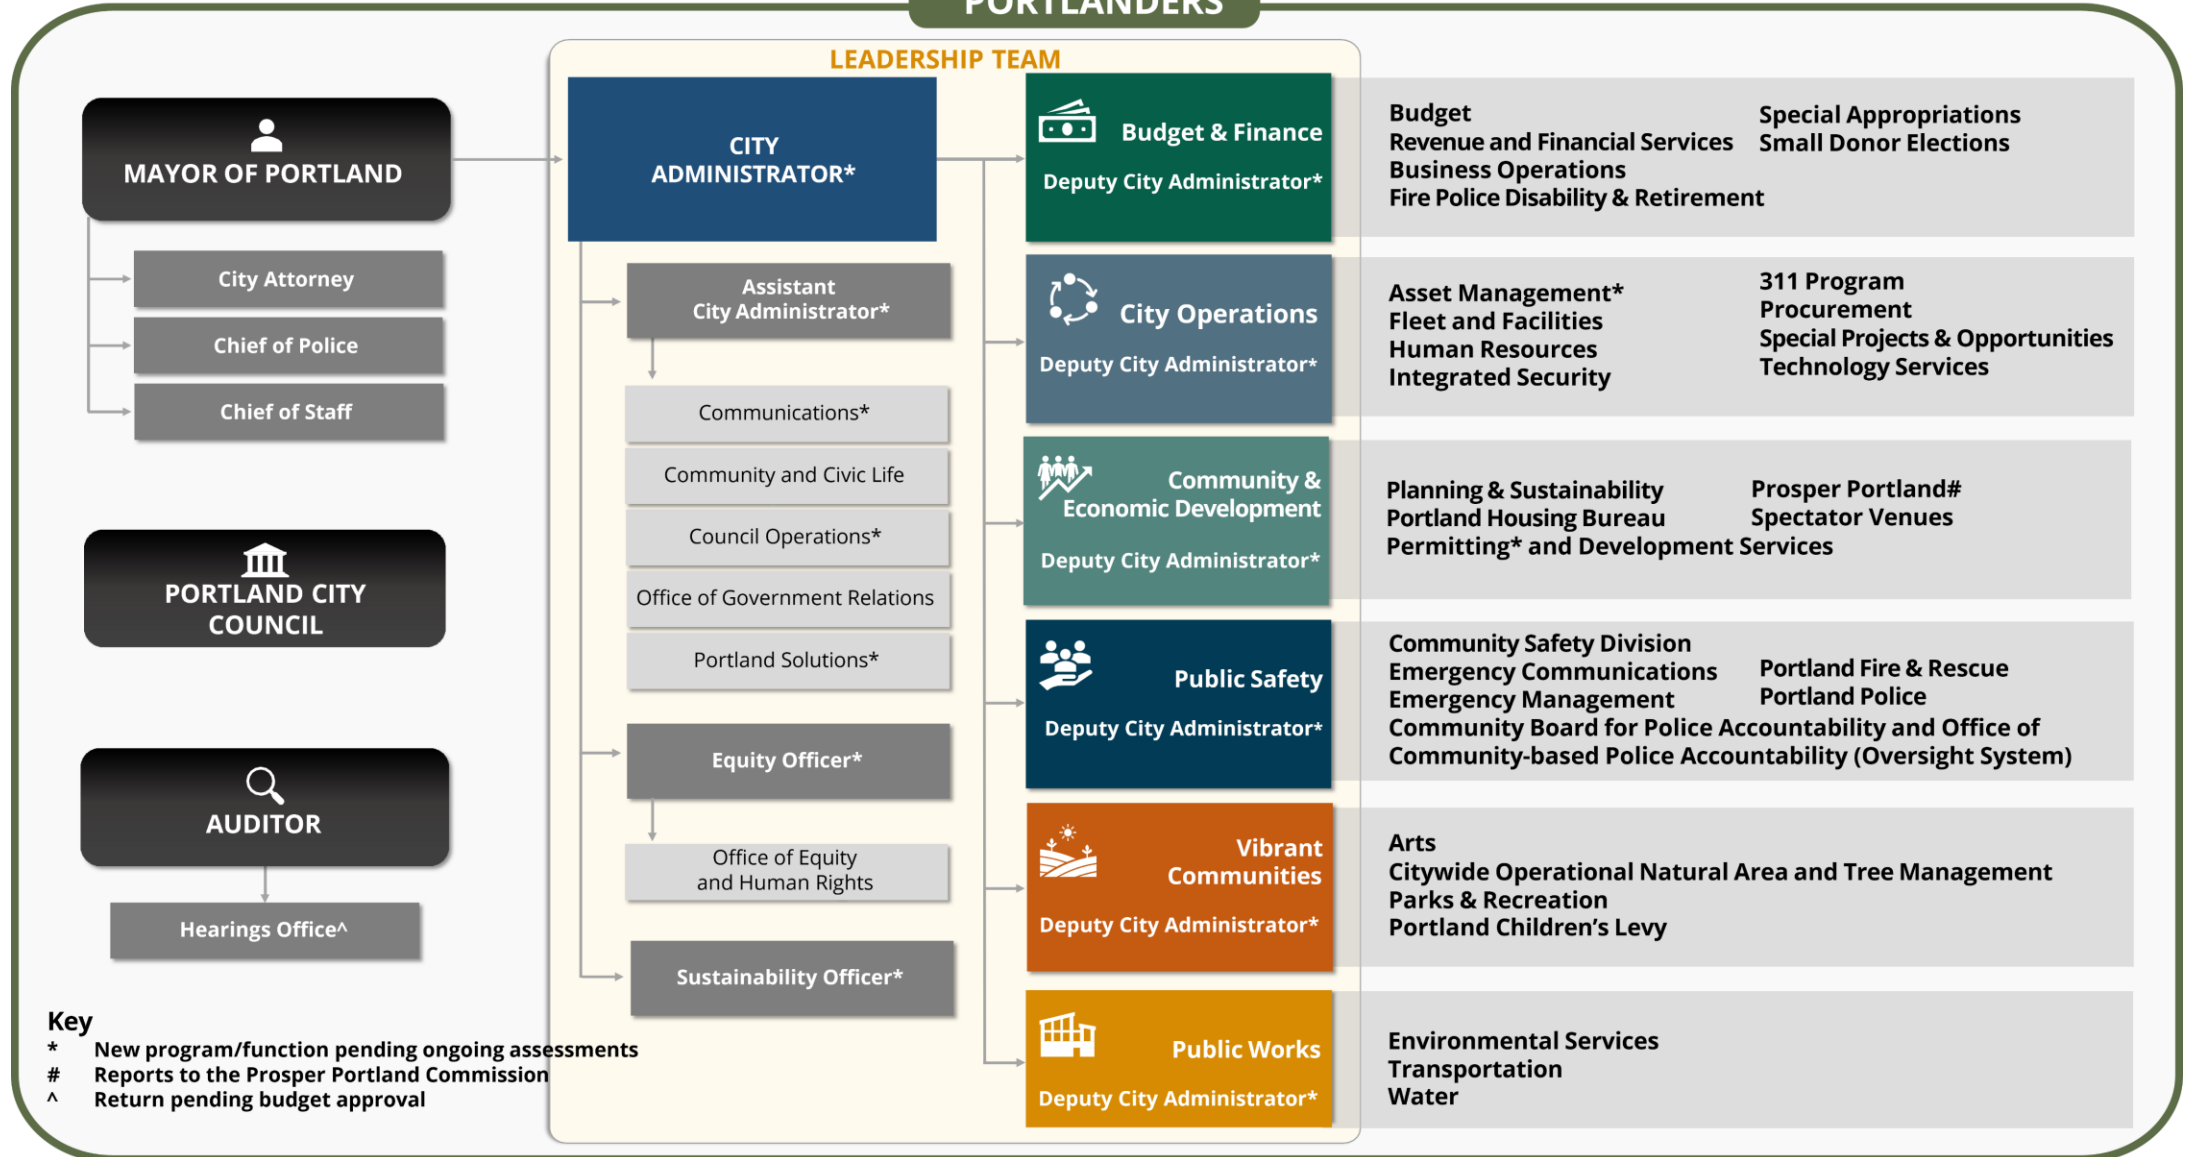 PORTLANDERS
LEADERSHIP TEAM
MAYOR OF PORTLAND
City Attorney
Chief of Police
Chief of Staff
PORTLAND CITY
COUNCIL
AUDITOR
Hearings Office^
Key
* New program/function pending ongoing assessments
# Reports to the Prosper Portland Commission
^ Return pending budget approval
CITY
ADMINISTRATOR*
Assistant
City Administrator*
Communications*
Community and Civic Life
Council Operations*
Office of Government Relations
Portland Solutions*
Equity Officer*
Office of Equity
and Human Rights
Sustainability Officer*
Budget & Finance
Deputy City Administrator*
Budget
Revenue and Financial Services
Business Operations
Fire Police Disability & Retirement
Special Appropriations
Small Donor Elections
City Operations
Deputy City Administrator*
Asset Management*
Fleet and Facilities
Human Resources
Integrated Security
311 Program
Procurement
Special Projects & Opportunities
Technology Services
Community &
Economic Development
Deputy City Administrator*
Planning & Sustainability
Portland Housing Bureau
Permitting* and Development Services
Prosper Portland#
Spectator Venues
Public Safety
Deputy City Administrator*
Community Safety Division
Emergency Communications
Emergency Management
Portland Fire & Rescue
Portland Police
Community Board for Police Accountability and Office of
Community-based Police Accountability (Oversight System)
Vibrant
Communities
Deputy City Administrator*
Arts
Citywide Operational Natural Area and Tree Management
Parks & Recreation
Portland Children’s Levy
Public Works
Deputy City Administrator*
Environmental Services
Transportation
Water